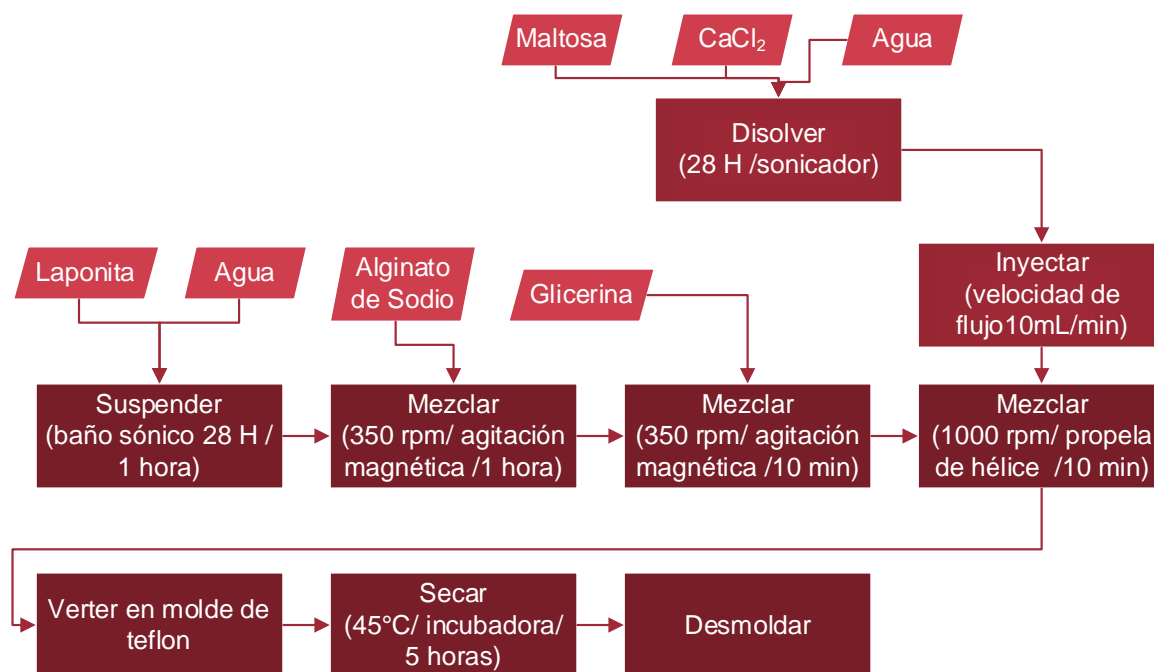 Maltosa
CaCl₂
Agua
Disolver
(28 H /sonicador)
Laponita
Agua
Alginato
de Sodio
Glicerina
Inyectar
(velocidad de
flujo10mL/min)
Suspender
(baño sónico 28 H /
1 hora)
Mezclar
(350 rpm/ agitación
magnética /1 hora)
Mezclar
(350 rpm/ agitación
magnética /10 min)
Mezclar
(1000 rpm/ propela
de hélice /10 min)
Verter en molde de
teflon
Secar
(45°C/ incubadora/
5 horas)
Desmoldar